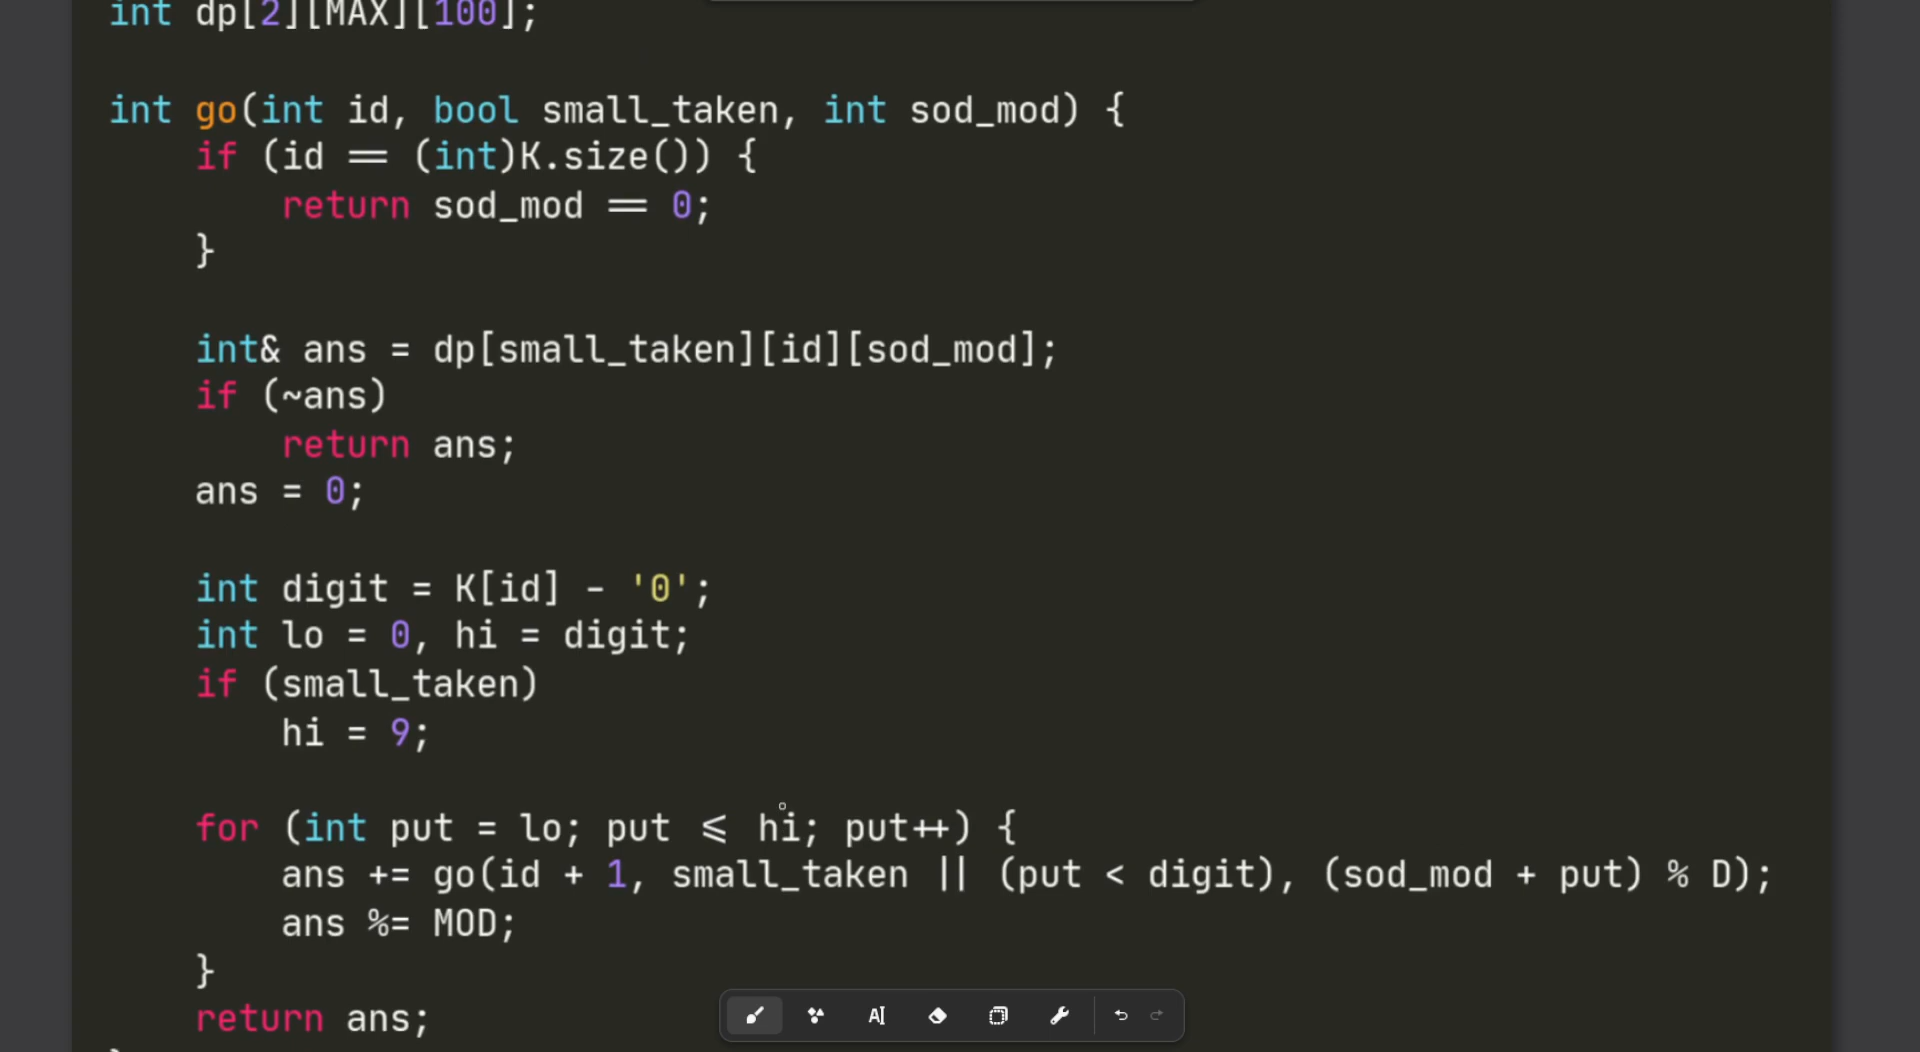 int dp[2][MAX][100];
int go(int id, bool small_taken, int sod_mod) {
    if (id == (int)K.size()) {
        return sod_mod == 0;
    }
    int& ans = dp[small_taken][id][sod_mod];
    if (~ans)
        return ans;
    ans = 0;
    int digit = K[id] - '0';
    int lo = 0, hi = digit;
    if (small_taken)
        hi = 9;
    for (int put = lo; put <= hi; put++) {
        ans += go(id + 1, small_taken || (put < digit), (sod_mod + put) % D);
        ans %= MOD;
    }
    return ans;